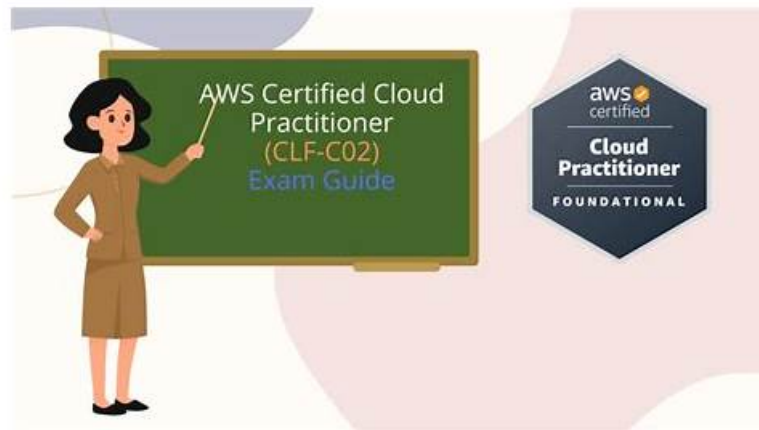 AWS Certified Cloud
Practitioner
(CLF-C02)
Exam Guide
aws
certified
Cloud
Practitioner
FOUNDATIONAL